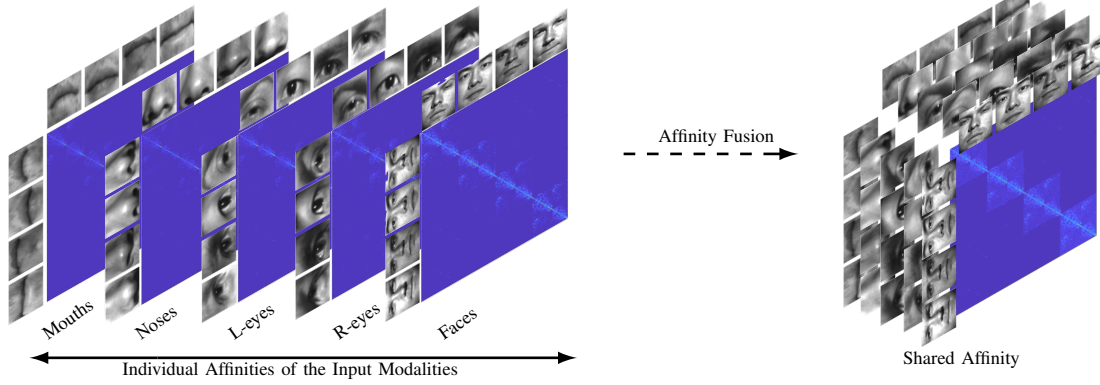 Affinity Fusion
Mouths
Noses
L-eyes
R-eyes
Faces
Individual Affinities of the Input Modalities
Shared Affinity